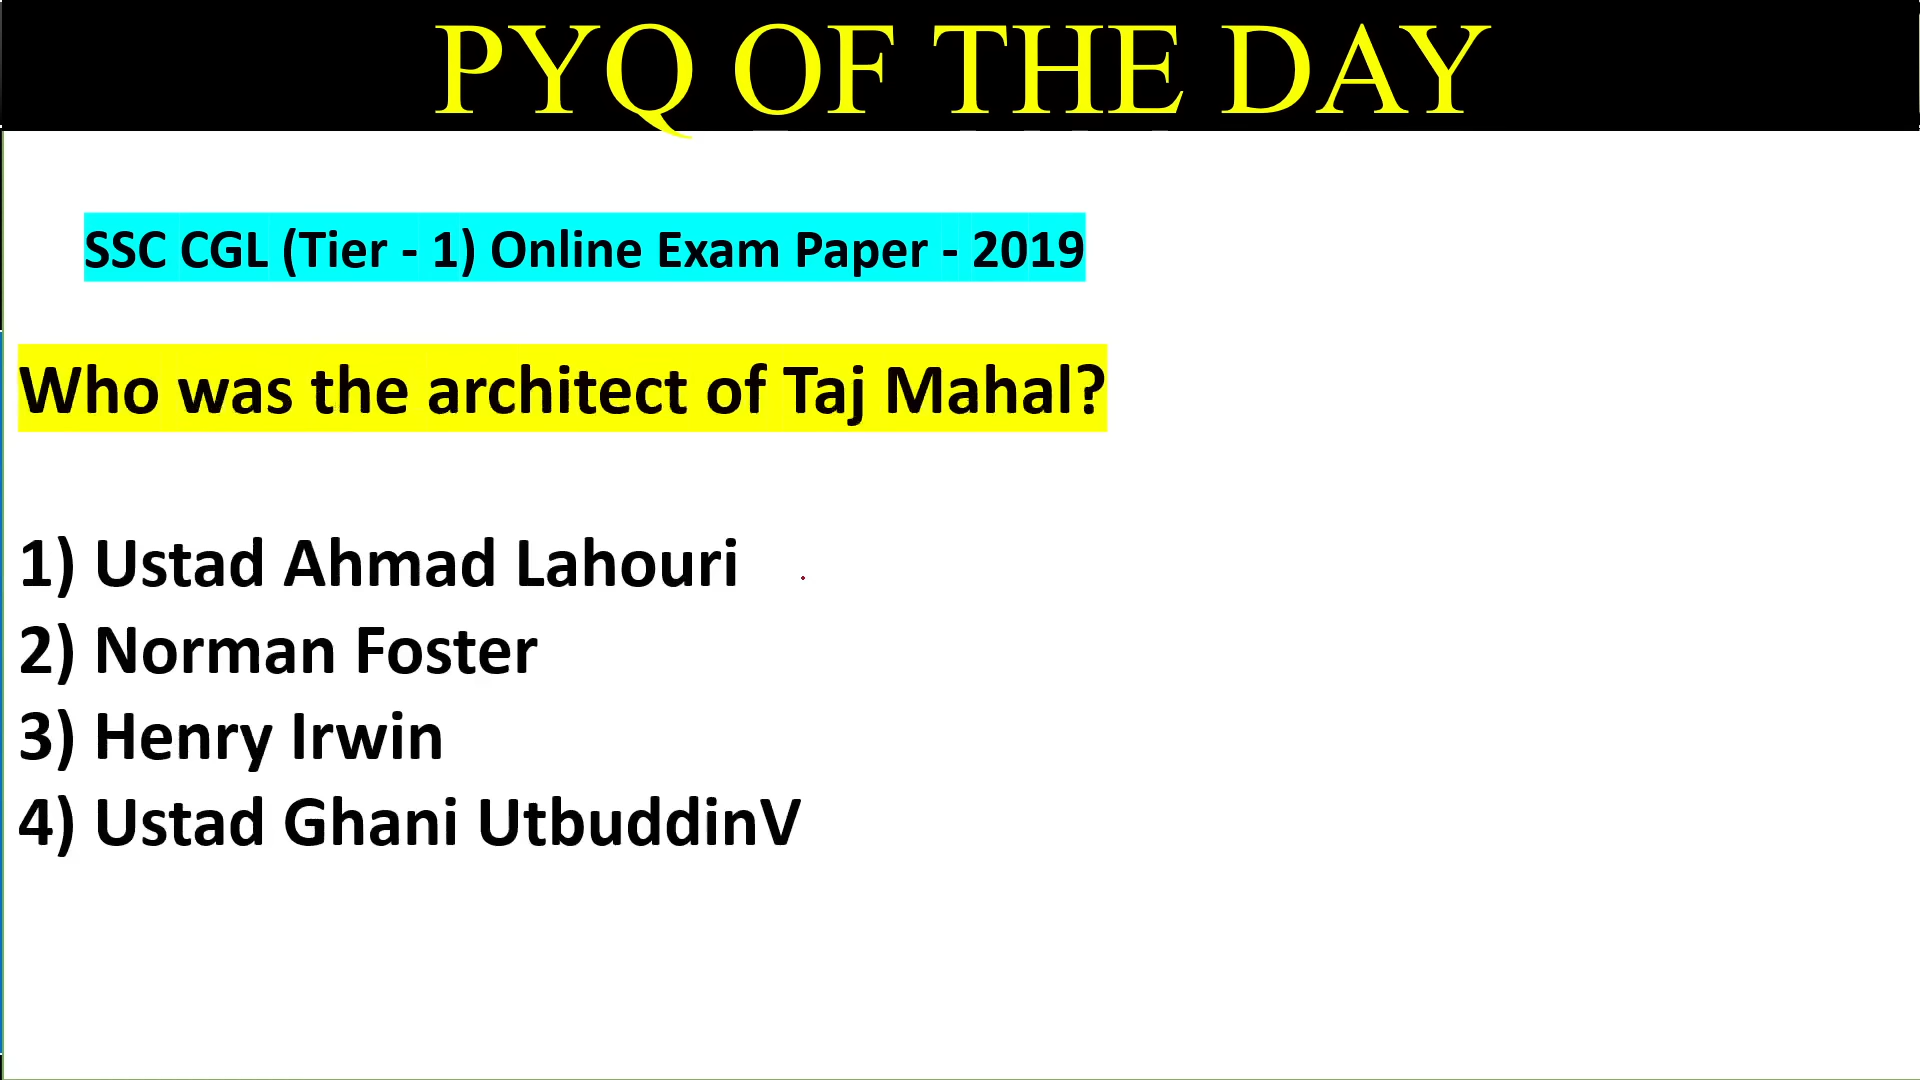 PYQ OF THE DAY
SSC CGL (Tier - 1) Online Exam Paper - 2019
Who was the architect of Taj Mahal?
1) Ustad Ahmad Lahouri
2) Norman Foster
3) Henry Irwin
4) Ustad Ghani UtbuddinV